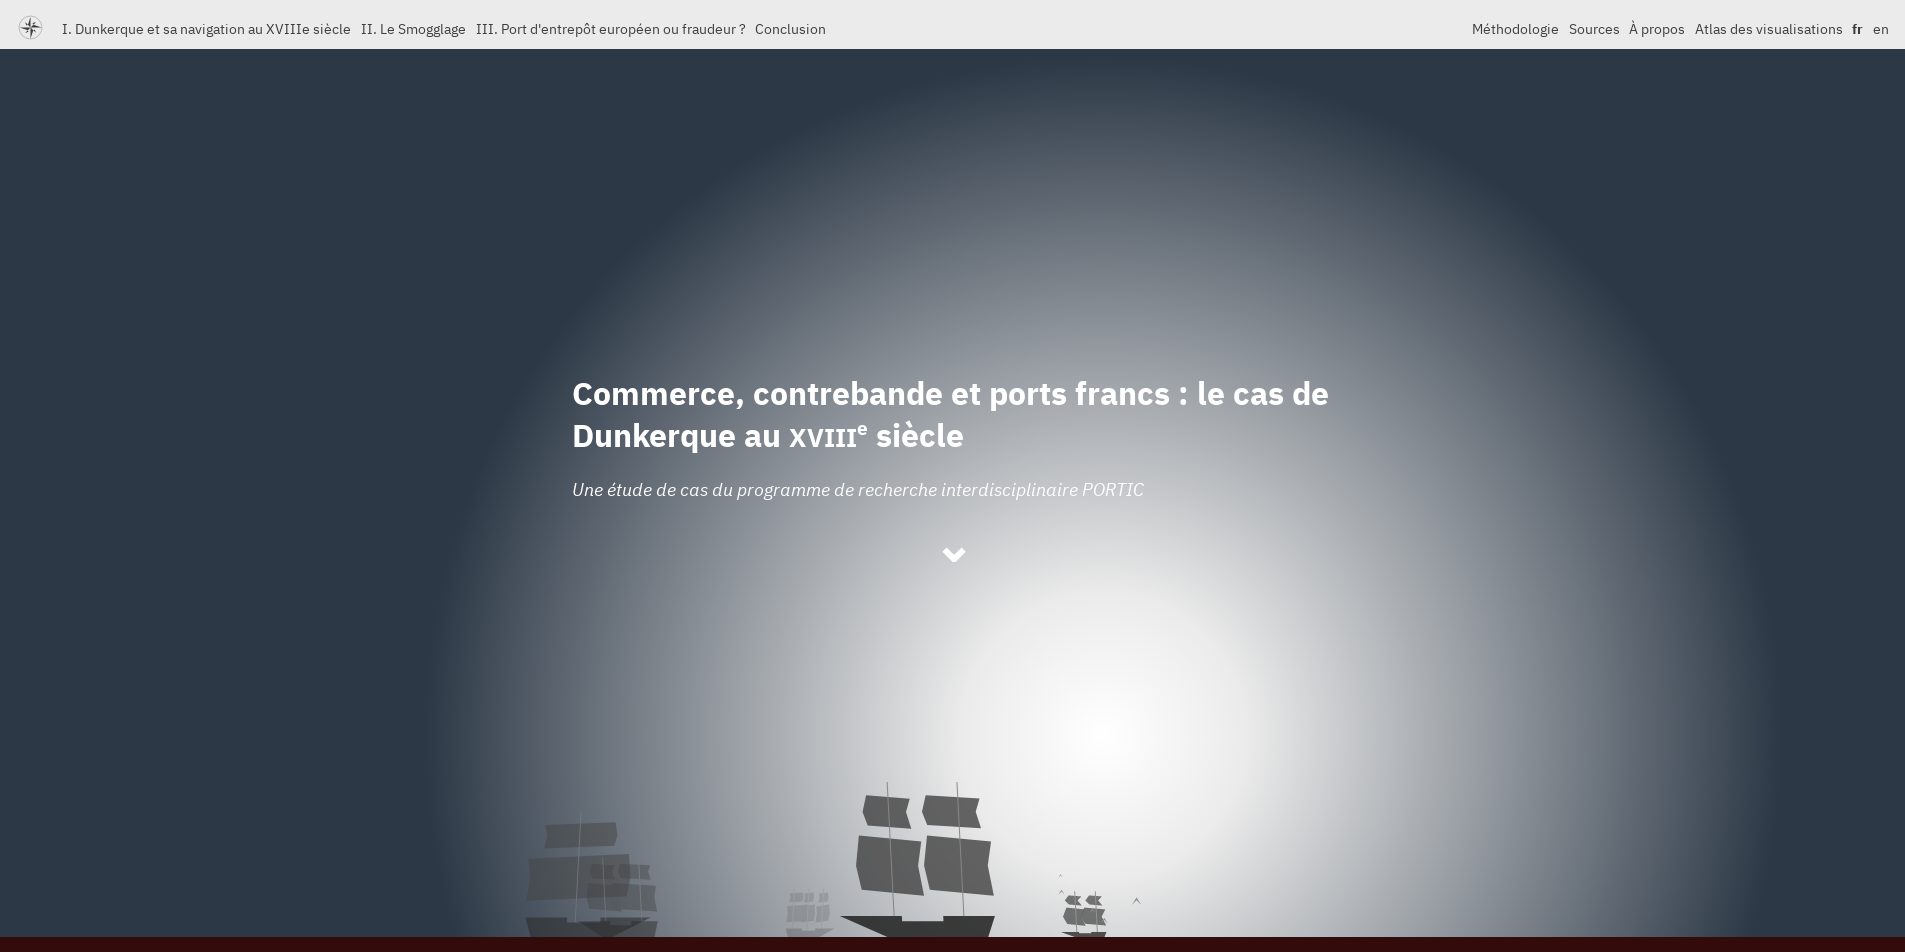 I. Dunkerque et sa navigation au XVIIIe siècle II. Le Smogglage III. Port d'entrepôt européen ou fraudeur ? Conclusion Méthodologie Sources À propos Atlas des visualisations fr en
Commerce, contrebande et ports francs : le cas de
Dunkerque au XVIIIe siècle
Une étude de cas du programme de recherche interdisciplinaire PORTIC